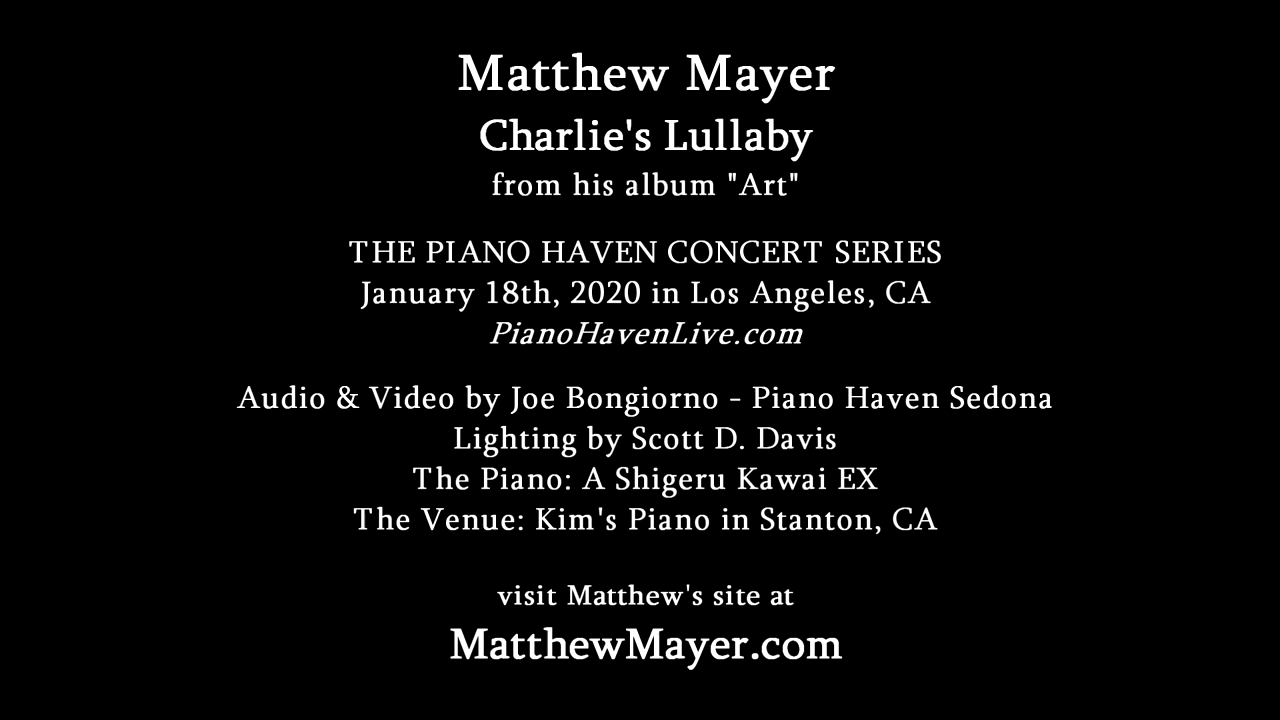 Matthew Mayer
Charlie's Lullaby
from his album "Art"
THE PIANO HAVEN CONCERT SERIES
January 18th, 2020 in Los Angeles, CA
PianoHavenLive.com
Audio & Video by Joe Bongiorno - Piano Haven Sedona
Lighting by Scott D. Davis
The Piano: A Shigeru Kawai EX
The Venue: Kim's Piano in Stanton, CA
visit Matthew's site at
MatthewMayer.com